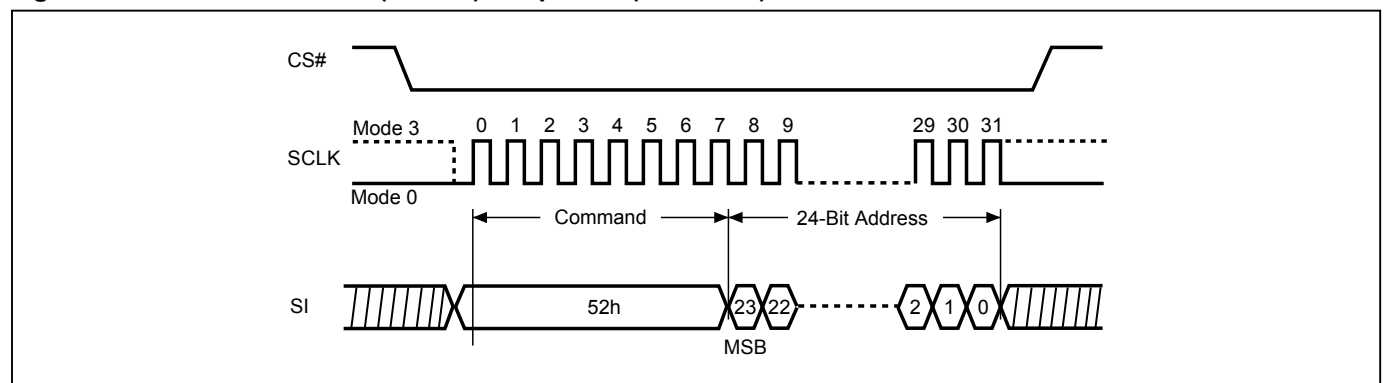 CS#
Mode 3
0 1 2 3 4 5 6 7 8 9 29 30 31
SCLK
Mode 0
Command
24-Bit Address
SI
52h
23 22
2 1 0
MSB